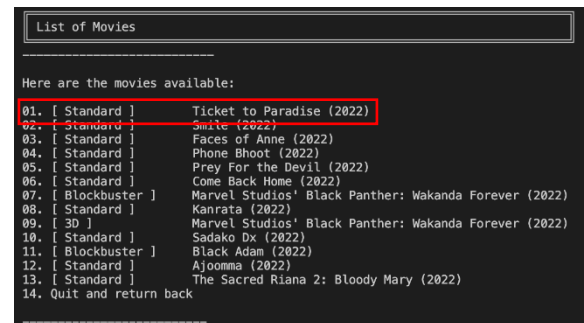 List of Movies
Here are the movies available:
01. [ Standard ] Ticket to Paradise (2022)
02. [ Standard ] Smile (2022)
03. [ Standard ] Faces of Anne (2022)
04. [ Standard ] Phone Bhoot (2022)
05. [ Standard ] Prey For the Devil (2022)
06. [ Standard ] Come Back Home (2022)
07. [ Blockbuster ] Marvel Studios' Black Panther: Wakanda Forever (2022)
08. [ Standard ] Kanrata (2022)
09. [ 3D ] Marvel Studios' Black Panther: Wakanda Forever (2022)
10. [ Standard ] Sadako Dx (2022)
11. [ Blockbuster ] Black Adam (2022)
12. [ Standard ] Ajoomma (2022)
13. [ Standard ] The Sacred Riana 2: Bloody Mary (2022)
14. Quit and return back